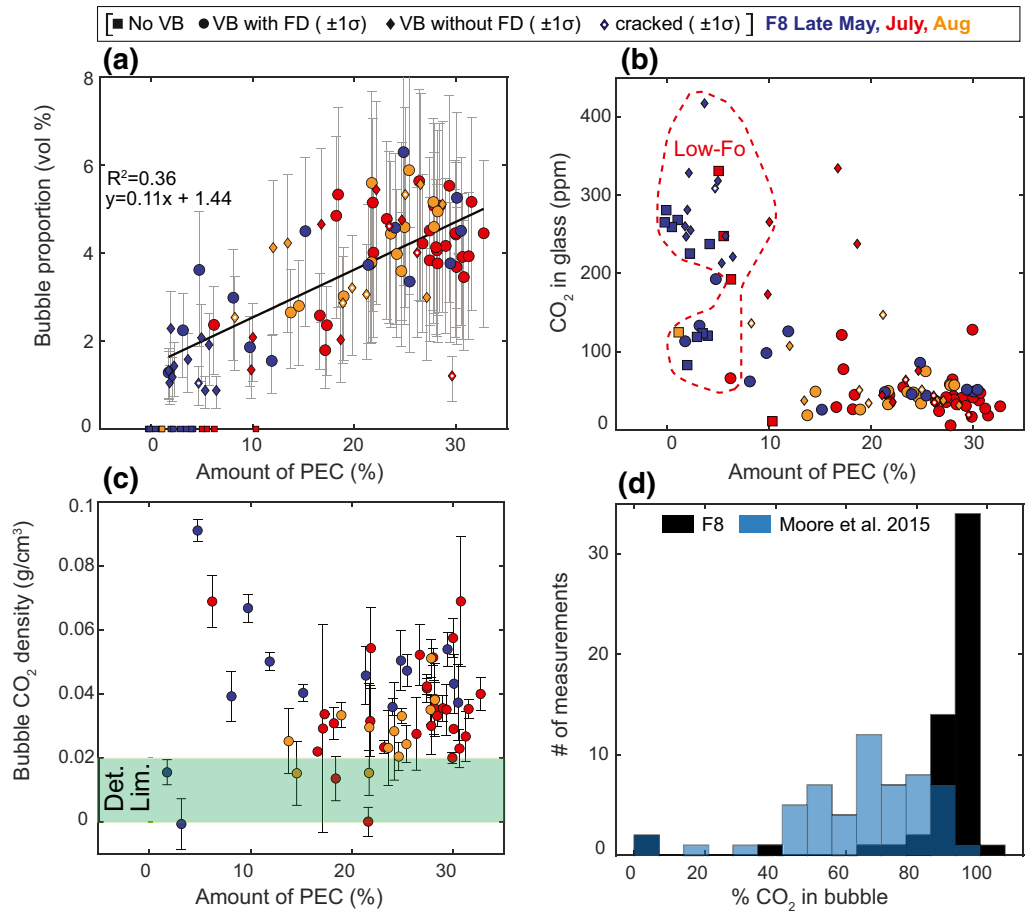 No VB VB with FD (±1σ) VB without FD (±1σ) cracked (±1σ) F8 Late May, July, Aug
(a)
Bubble proportion (vol %)
8
6
4
2
0
R²=0.36
y=0.11x + 1.44
0 10 20 30
Amount of PEC (%)
(b)
CO₂ in glass (ppm)
400
300
200
100
0
Low-Fo
0 10 20 30
Amount of PEC (%)
(c)
Bubble CO₂ density (g/cm³)
0.1
0.08
0.06
0.04
0.02
0
Det.
Lim.
0 10 20 30
Amount of PEC (%)
(d)
F8 Moore et al. 2015
# of measurements
30
20
10
0
0 20 40 60 80 100
% CO₂ in bubble